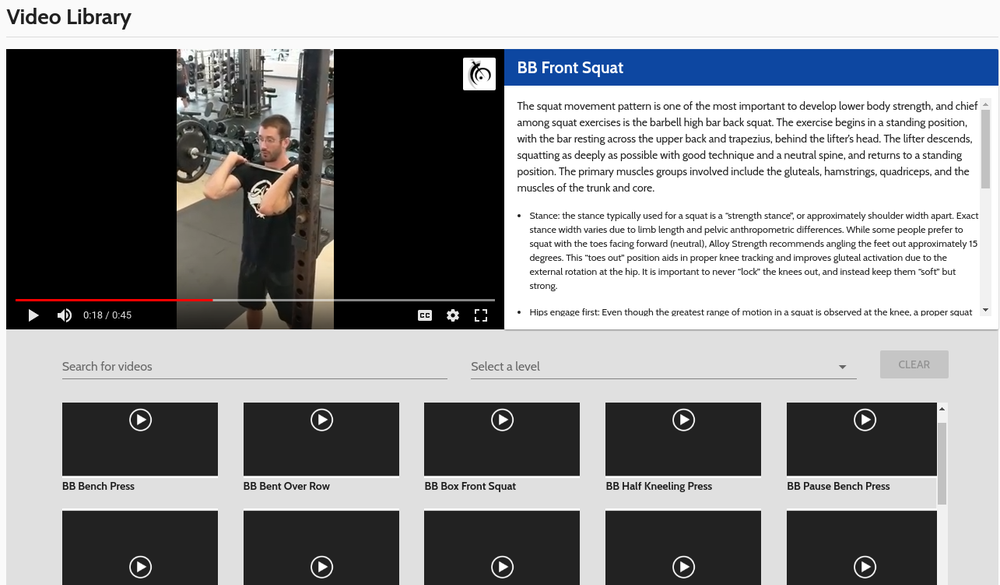 Video Library
BB Front Squat
The squat movement pattern is one of the most important to develop lower body strength, and chief
among squat exercises is the barbell high bar back squat. The exercise begins in a standing position,
with the bar resting across the upper back and trapezius, behind the lifter's head. The lifter descends,
squatting as deeply as possible with good technique and a neutral spine, and returns to a standing
position. The primary muscles groups involved include the gluteals, hamstrings, quadriceps, and the
muscles of the trunk and core.
• Stance: the stance typically used for a squat is a "strength stance", or approximately shoulder width apart. Exact
stance width varies due to limb length and pelvic anthropometric differences. While some people prefer to
squat with the toes facing forward (neutral), Alloy Strength recommends angling the feet out approximately 15
degrees. This "toes out" position aids in proper knee tracking and improves gluteal activation due to the
external rotation at the hip. It is important to never "lock" the knees out, and instead keep them "soft" but
strong.
• Hips engage first: Even though the greatest range of motion in a squat is observed at the knee, a proper squat
0:18 / 0:45
CC
Search for videos
Select a level
CLEAR
BB Bench Press
BB Bent Over Row
BB Box Front Squat
BB Half Kneeling Press
BB Pause Bench Press